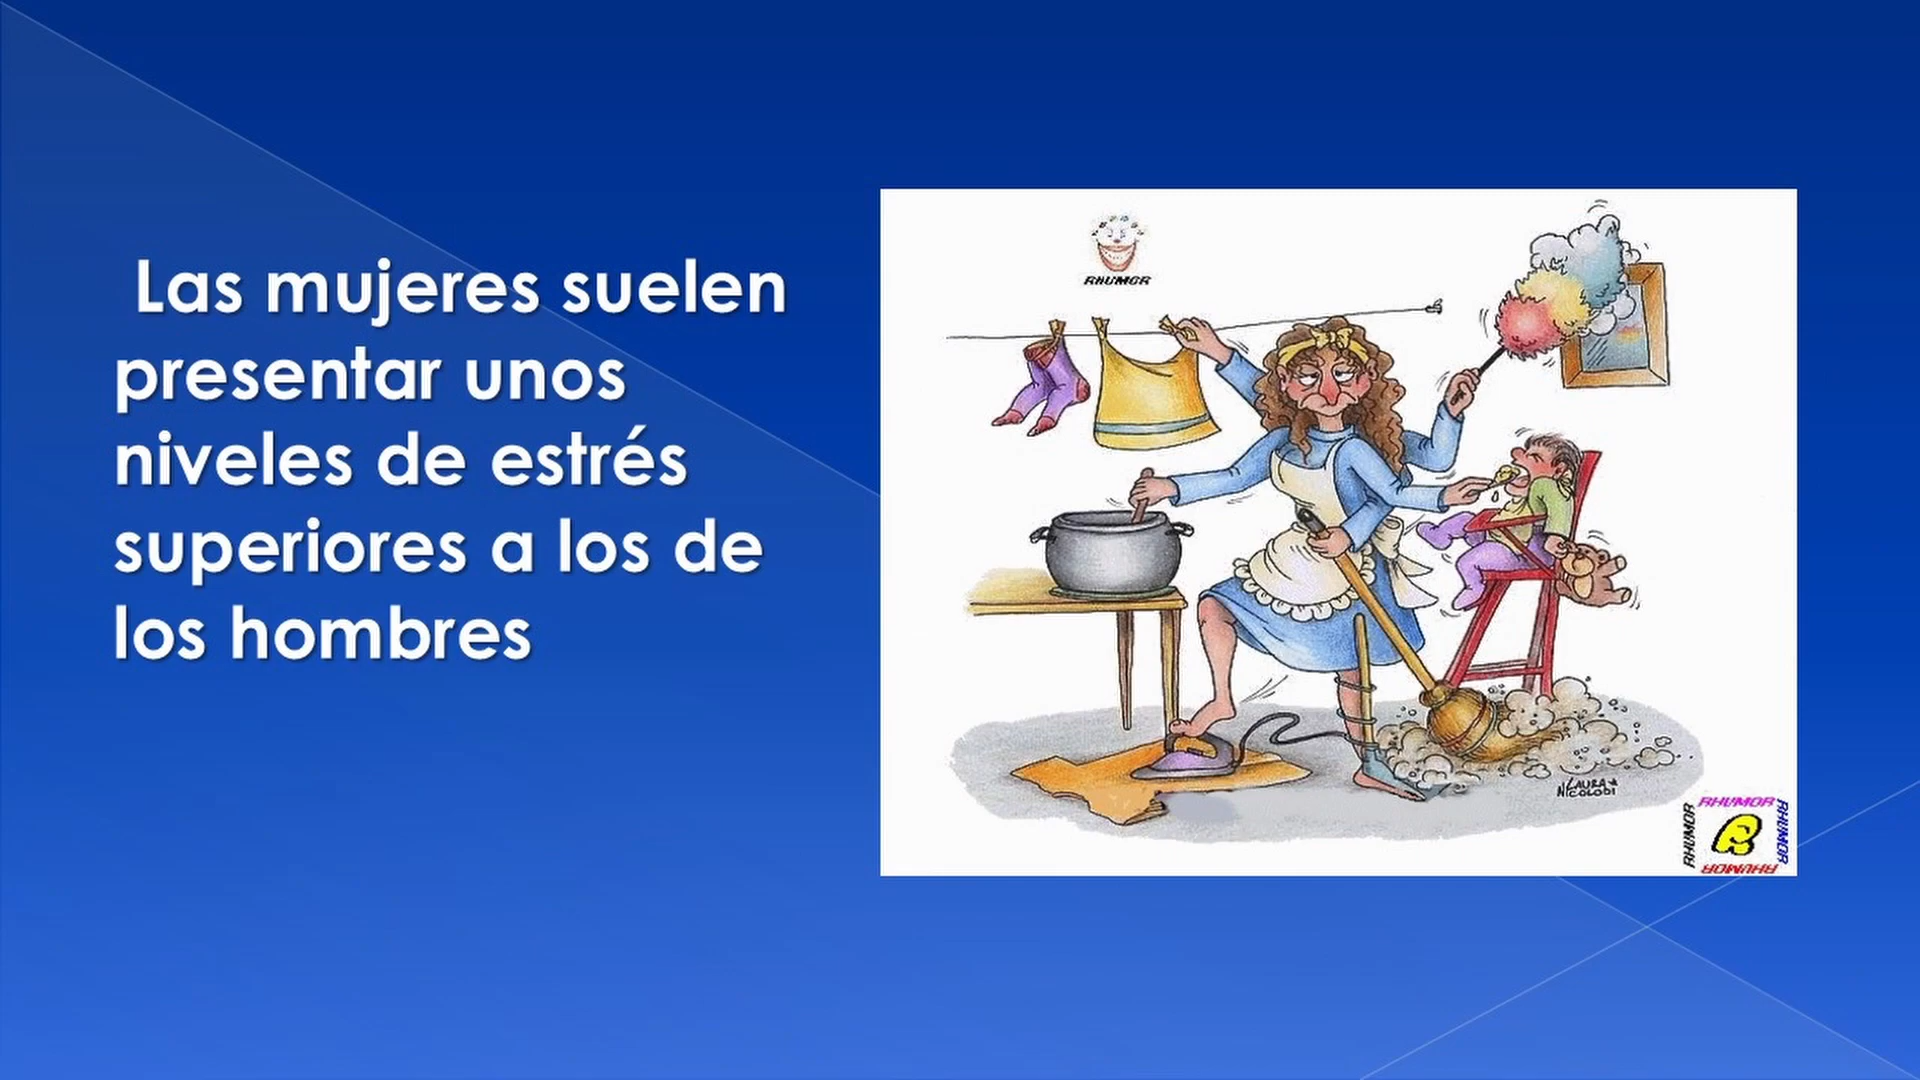 Las mujeres suelen
presentar unos
niveles de estrés
superiores a los de
los hombres
RHUMOR
LAURA
NICOLODI
RHUMOR
RHUMOR
RHUMOR
RHUMOR
R